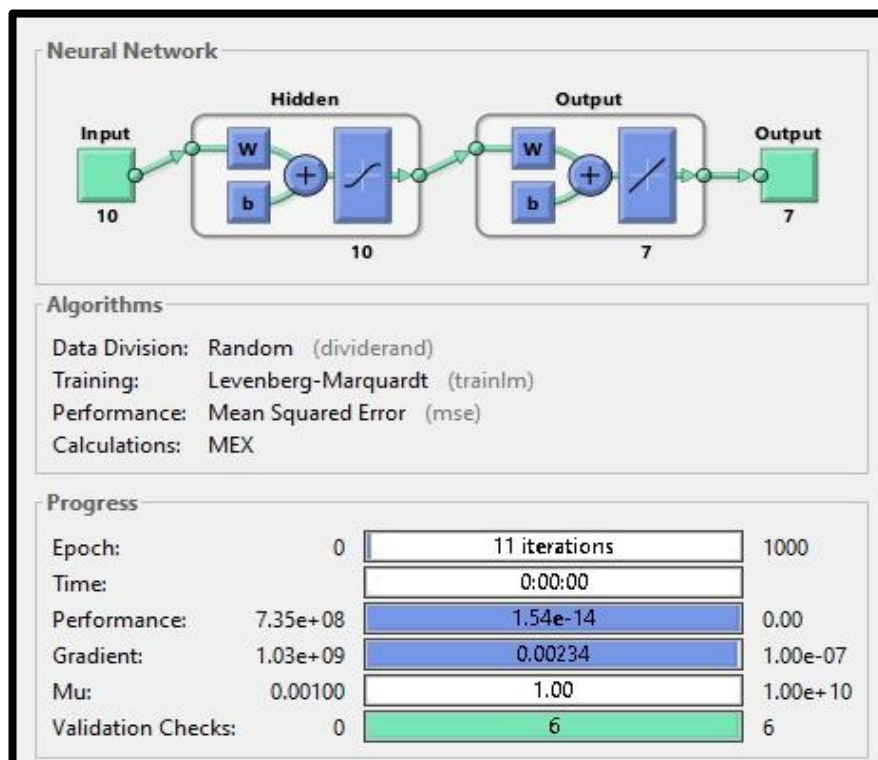 Neural Network
Hidden Output
Input W b + W b + Output
10 10 7 7
Algorithms
Data Division: Random (dividerand)
Training: Levenberg-Marquardt (trainlm)
Performance: Mean Squared Error (mse)
Calculations: MEX
Progress
Epoch: 0 11 iterations 1000
Time: 0:00:00
Performance: 7.35e+08 1.54e-14 0.00
Gradient: 1.03e+09 0.00234 1.00e-07
Mu: 0.00100 1.00 1.00e+10
Validation Checks: 0 6 6